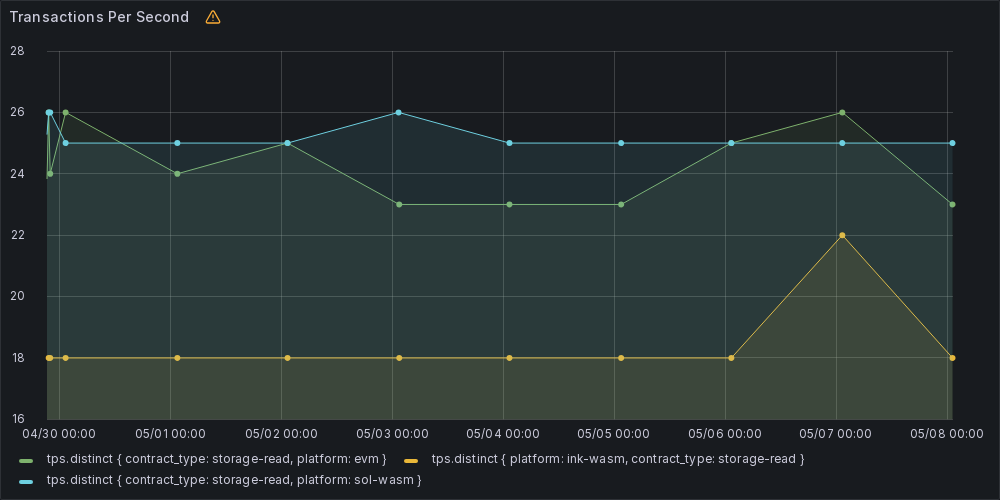 Transactions Per Second
28
26
24
22
20
18
16
04/30 00:00 05/01 00:00 05/02 00:00 05/03 00:00 05/04 00:00 05/05 00:00 05/06 00:00 05/07 00:00 05/08 00:00
tps.distinct { contract_type: storage-read, platform: evm } tps.distinct { platform: ink-wasm, contract_type: storage-read }
tps.distinct { contract_type: storage-read, platform: sol-wasm }